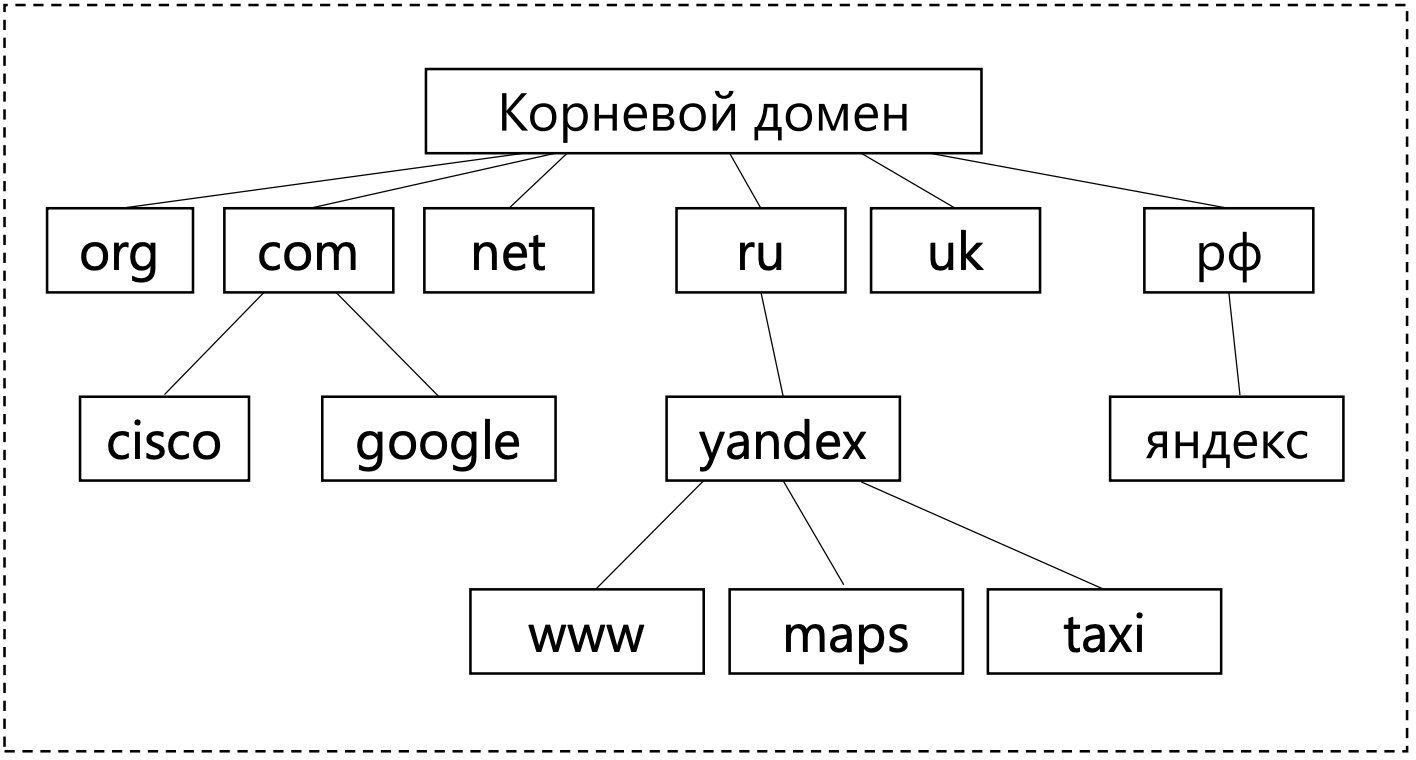 Корневой домен
org
com
net
ru
uk
рф
cisco
google
yandex
яндекс
www
maps
taxi